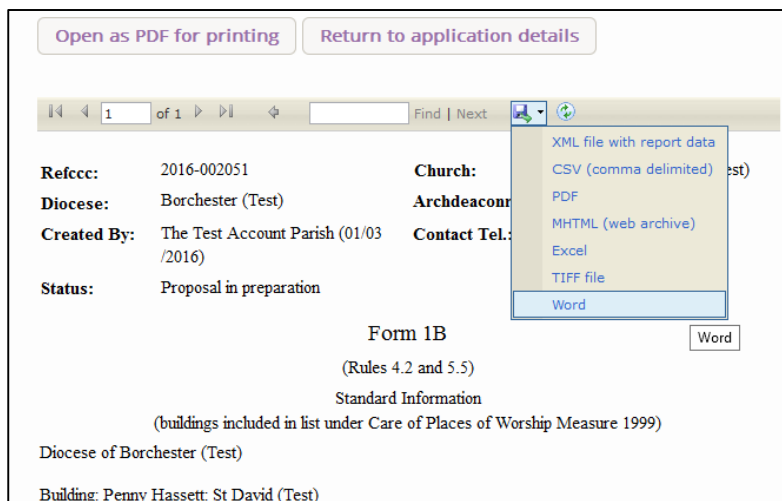 Open as PDF for printing Return to application details
1 of 1 Find | Next
XML file with report data
CSV (comma delimited)
PDF
MHTML (web archive)
Excel
TIFF file
Word
Word
Refccc: 2016-002051 Church: est)
Diocese: Borchester (Test) Archdeaconr
Created By: The Test Account Parish (01/03 Contact Tel.:
/2016)
Status: Proposal in preparation
Form 1B
(Rules 4.2 and 5.5)
Standard Information
(buildings included in list under Care of Places of Worship Measure 1999)
Diocese of Borchester (Test)
Building: Penny Hassett: St David (Test)